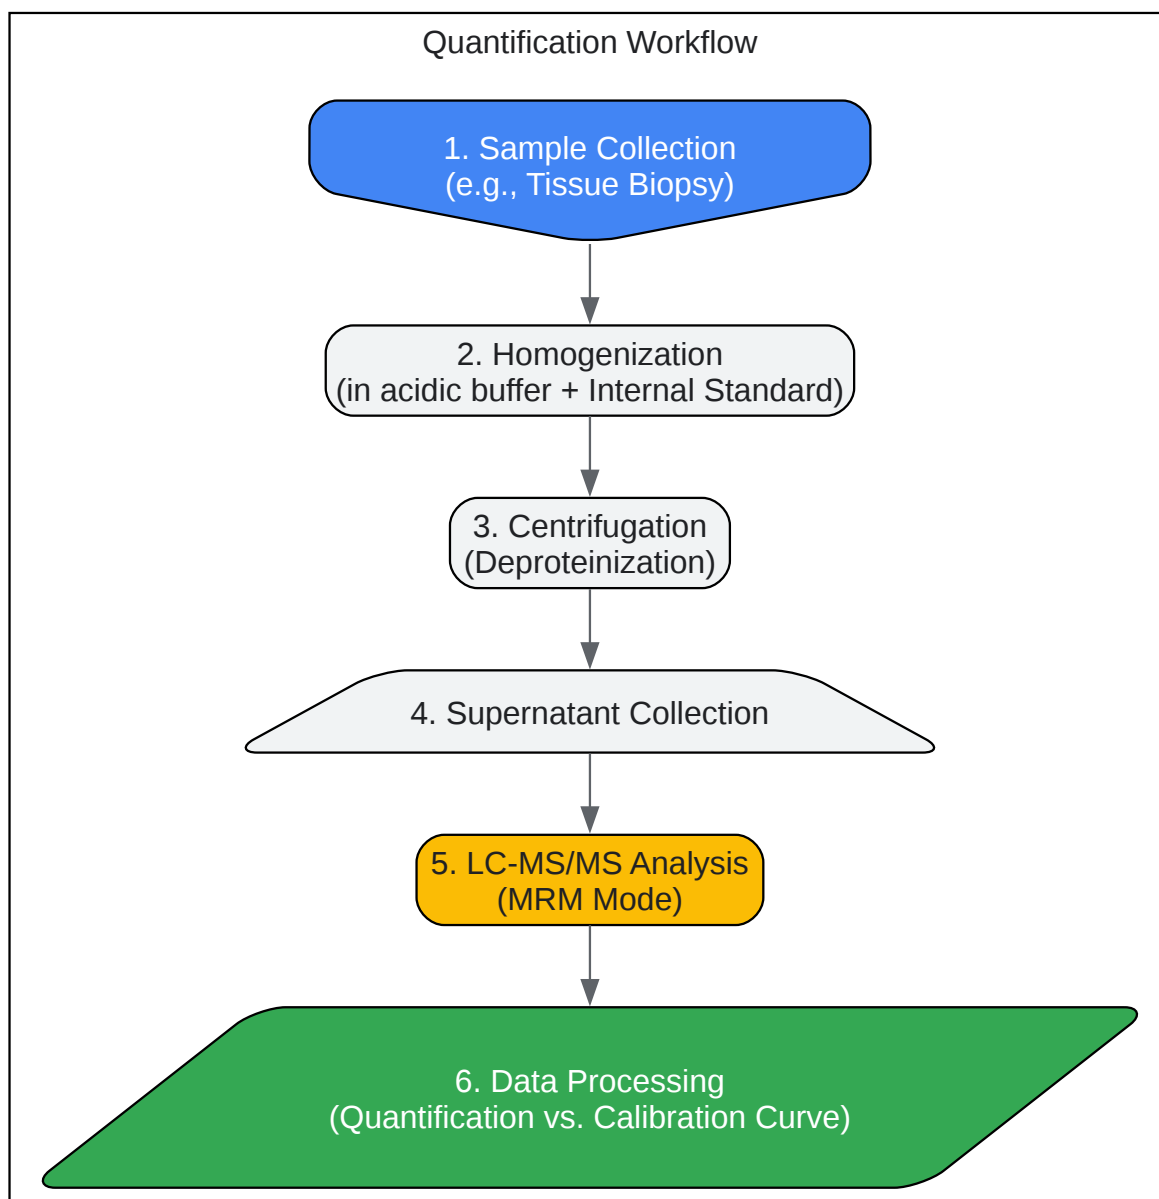 Quantification Workflow
1. Sample Collection
(e.g., Tissue Biopsy)
2. Homogenization
(in acidic buffer + Internal Standard)
3. Centrifugation
(Deproteinization)
4. Supernatant Collection
5. LC-MS/MS Analysis
(MRM Mode)
6. Data Processing
(Quantification vs. Calibration Curve)